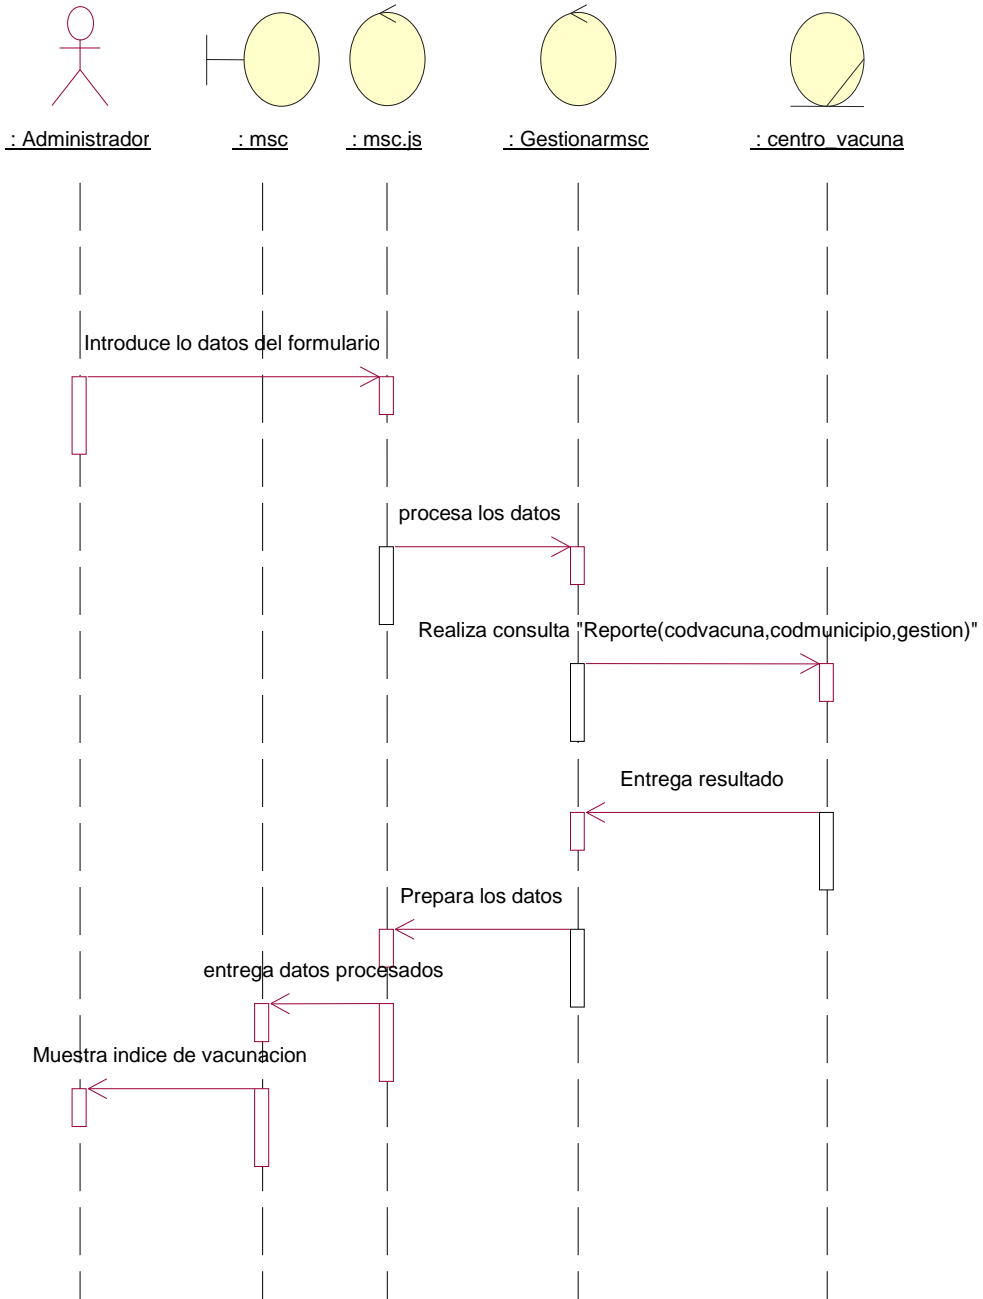 : Administrador
: msc
: msc.js
: Gestionarmsc
: centro_vacuna
Introduce lo datos del formulario
procesa los datos
Realiza consulta "Reporte(codvacuna,codmunicipio,gestion)"
Entrega resultado
Prepara los datos
entrega datos procesados
Muestra indice de vacunacion